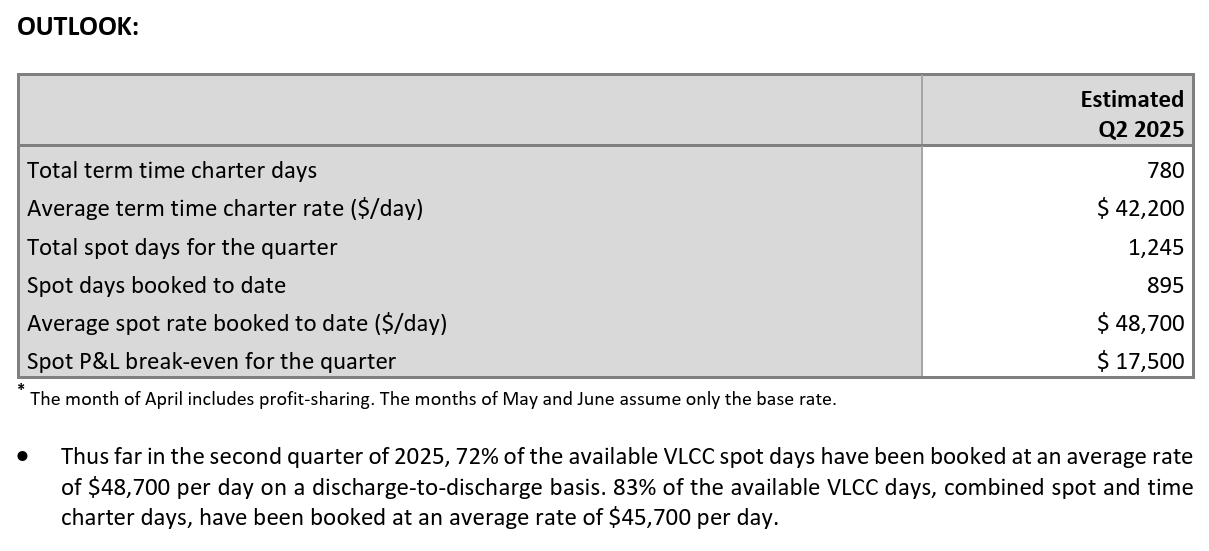 OUTLOOK:
Estimated
Q2 2025
Total term time charter days 780
Average term time charter rate ($/day) $ 42,200
Total spot days for the quarter 1,245
Spot days booked to date 895
Average spot rate booked to date ($/day) $ 48,700
Spot P&L break-even for the quarter $ 17,500
* The month of April includes profit-sharing. The months of May and June assume only the base rate.
● Thus far in the second quarter of 2025, 72% of the available VLCC spot days have been booked at an average rate
of $48,700 per day on a discharge-to-discharge basis. 83% of the available VLCC days, combined spot and time
charter days, have been booked at an average rate of $45,700 per day.